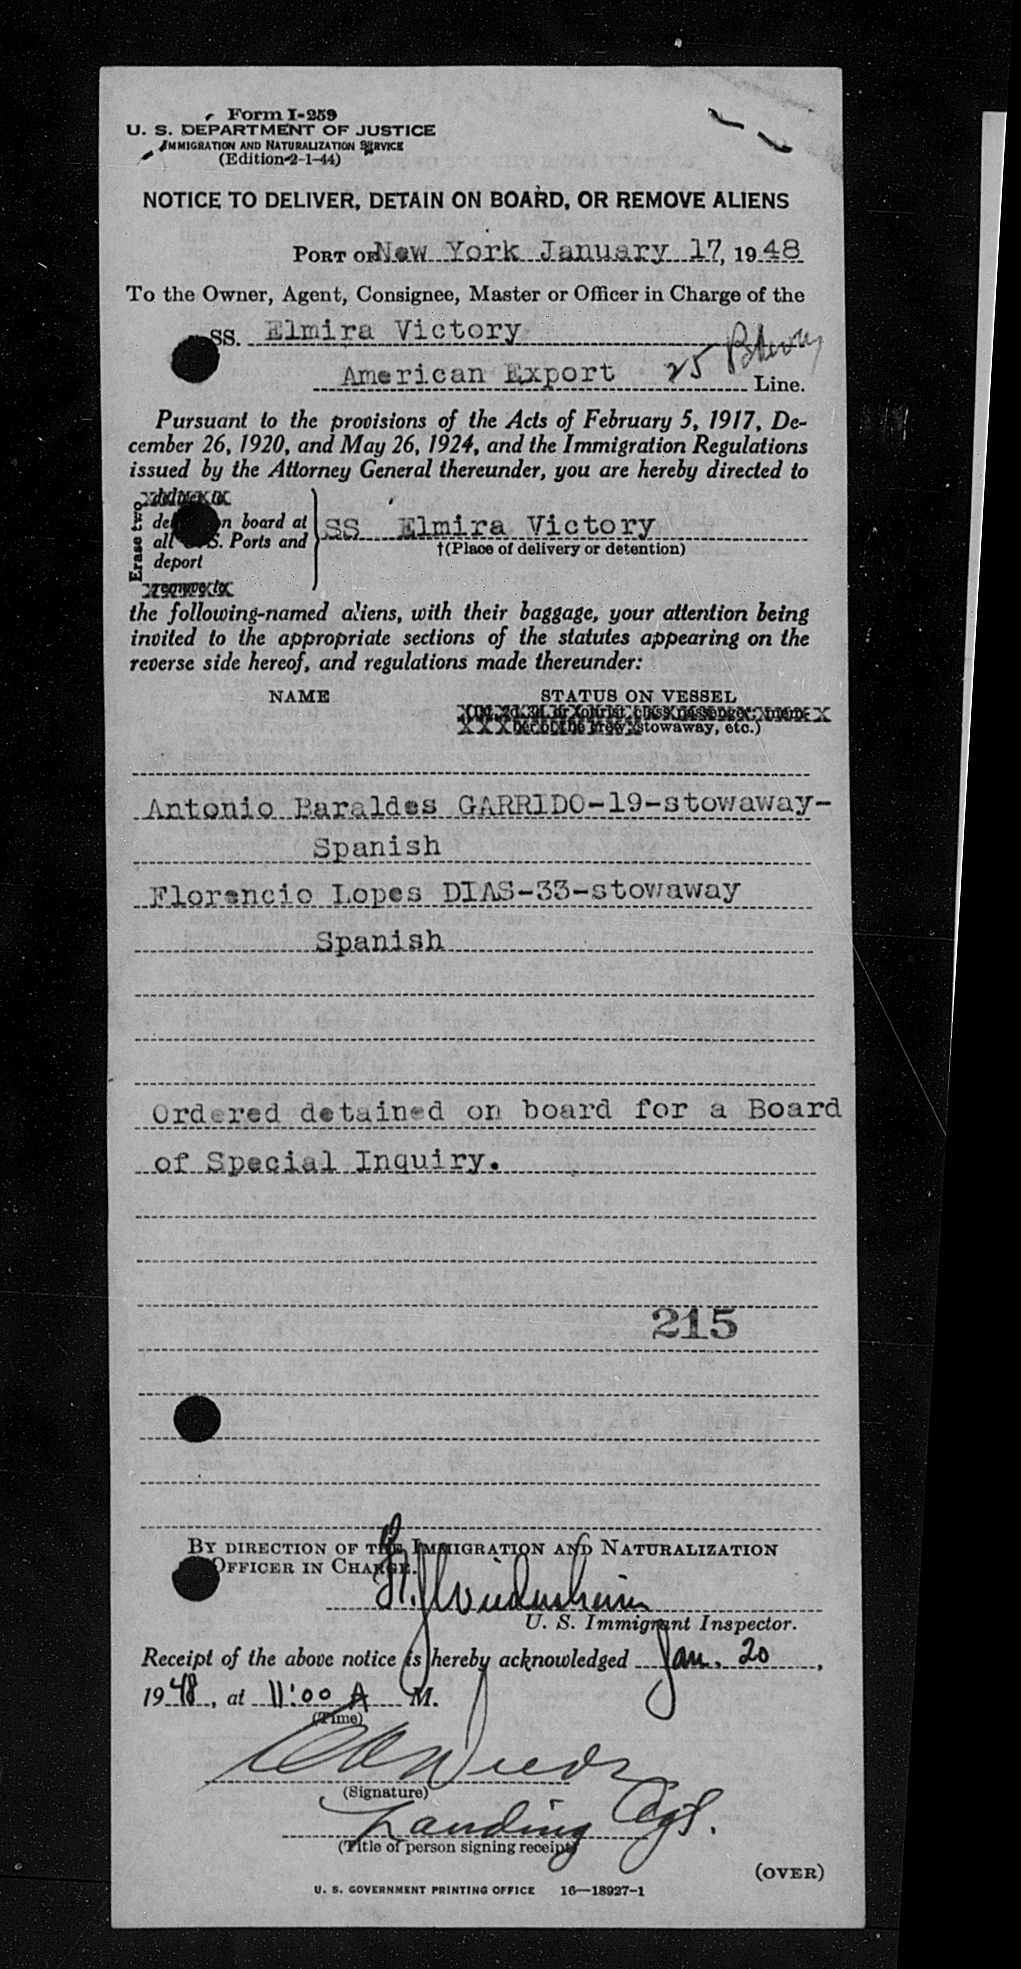 Form I-259
U. S. DEPARTMENT OF JUSTICE
IMMIGRATION AND NATURALIZATION SERVICE
(Edition 2-1-44)
NOTICE TO DELIVER, DETAIN ON BOARD, OR REMOVE ALIENS
PORT OF New York January 17, 1948
To the Owner, Agent, Consignee, Master or Officer in Charge of the
SS. Elmira Victory
American Export 25 Line.
Pursuant to the provisions of the Acts of February 5, 1917, De-
cember 26, 1920, and May 26, 1924, and the Immigration Regulations
issued by the Attorney General thereunder, you are hereby directed to
Erase two
deliver to
on board at
all U. S. Ports and
deport
remove to
SS Elmira Victory
†(Place of delivery or detention)
the following-named aliens, with their baggage, your attention being
invited to the appropriate sections of the statutes appearing on the
reverse side hereof, and regulations made thereunder:
NAME STATUS ON VESSEL
stowaway, etc.)
Antonio Baraldes GARRIDO-19-stowaway-
Spanish
Florencio Lopes DIAS-33-stowaway
Spanish
Ordered detained on board for a Board
of Special Inquiry.
215
BY DIRECTION OF THE IMMIGRATION AND NATURALIZATION
OFFICER IN CHARGE.
U. S. Immigrant Inspector.
Receipt of the above notice is hereby acknowledged Jan. 20,
1948, at 11:00 A M.
(Time)
(Signature)
Landing Agt.
(Title of person signing receipt)
(OVER)
U. S. GOVERNMENT PRINTING OFFICE 16—18927-1